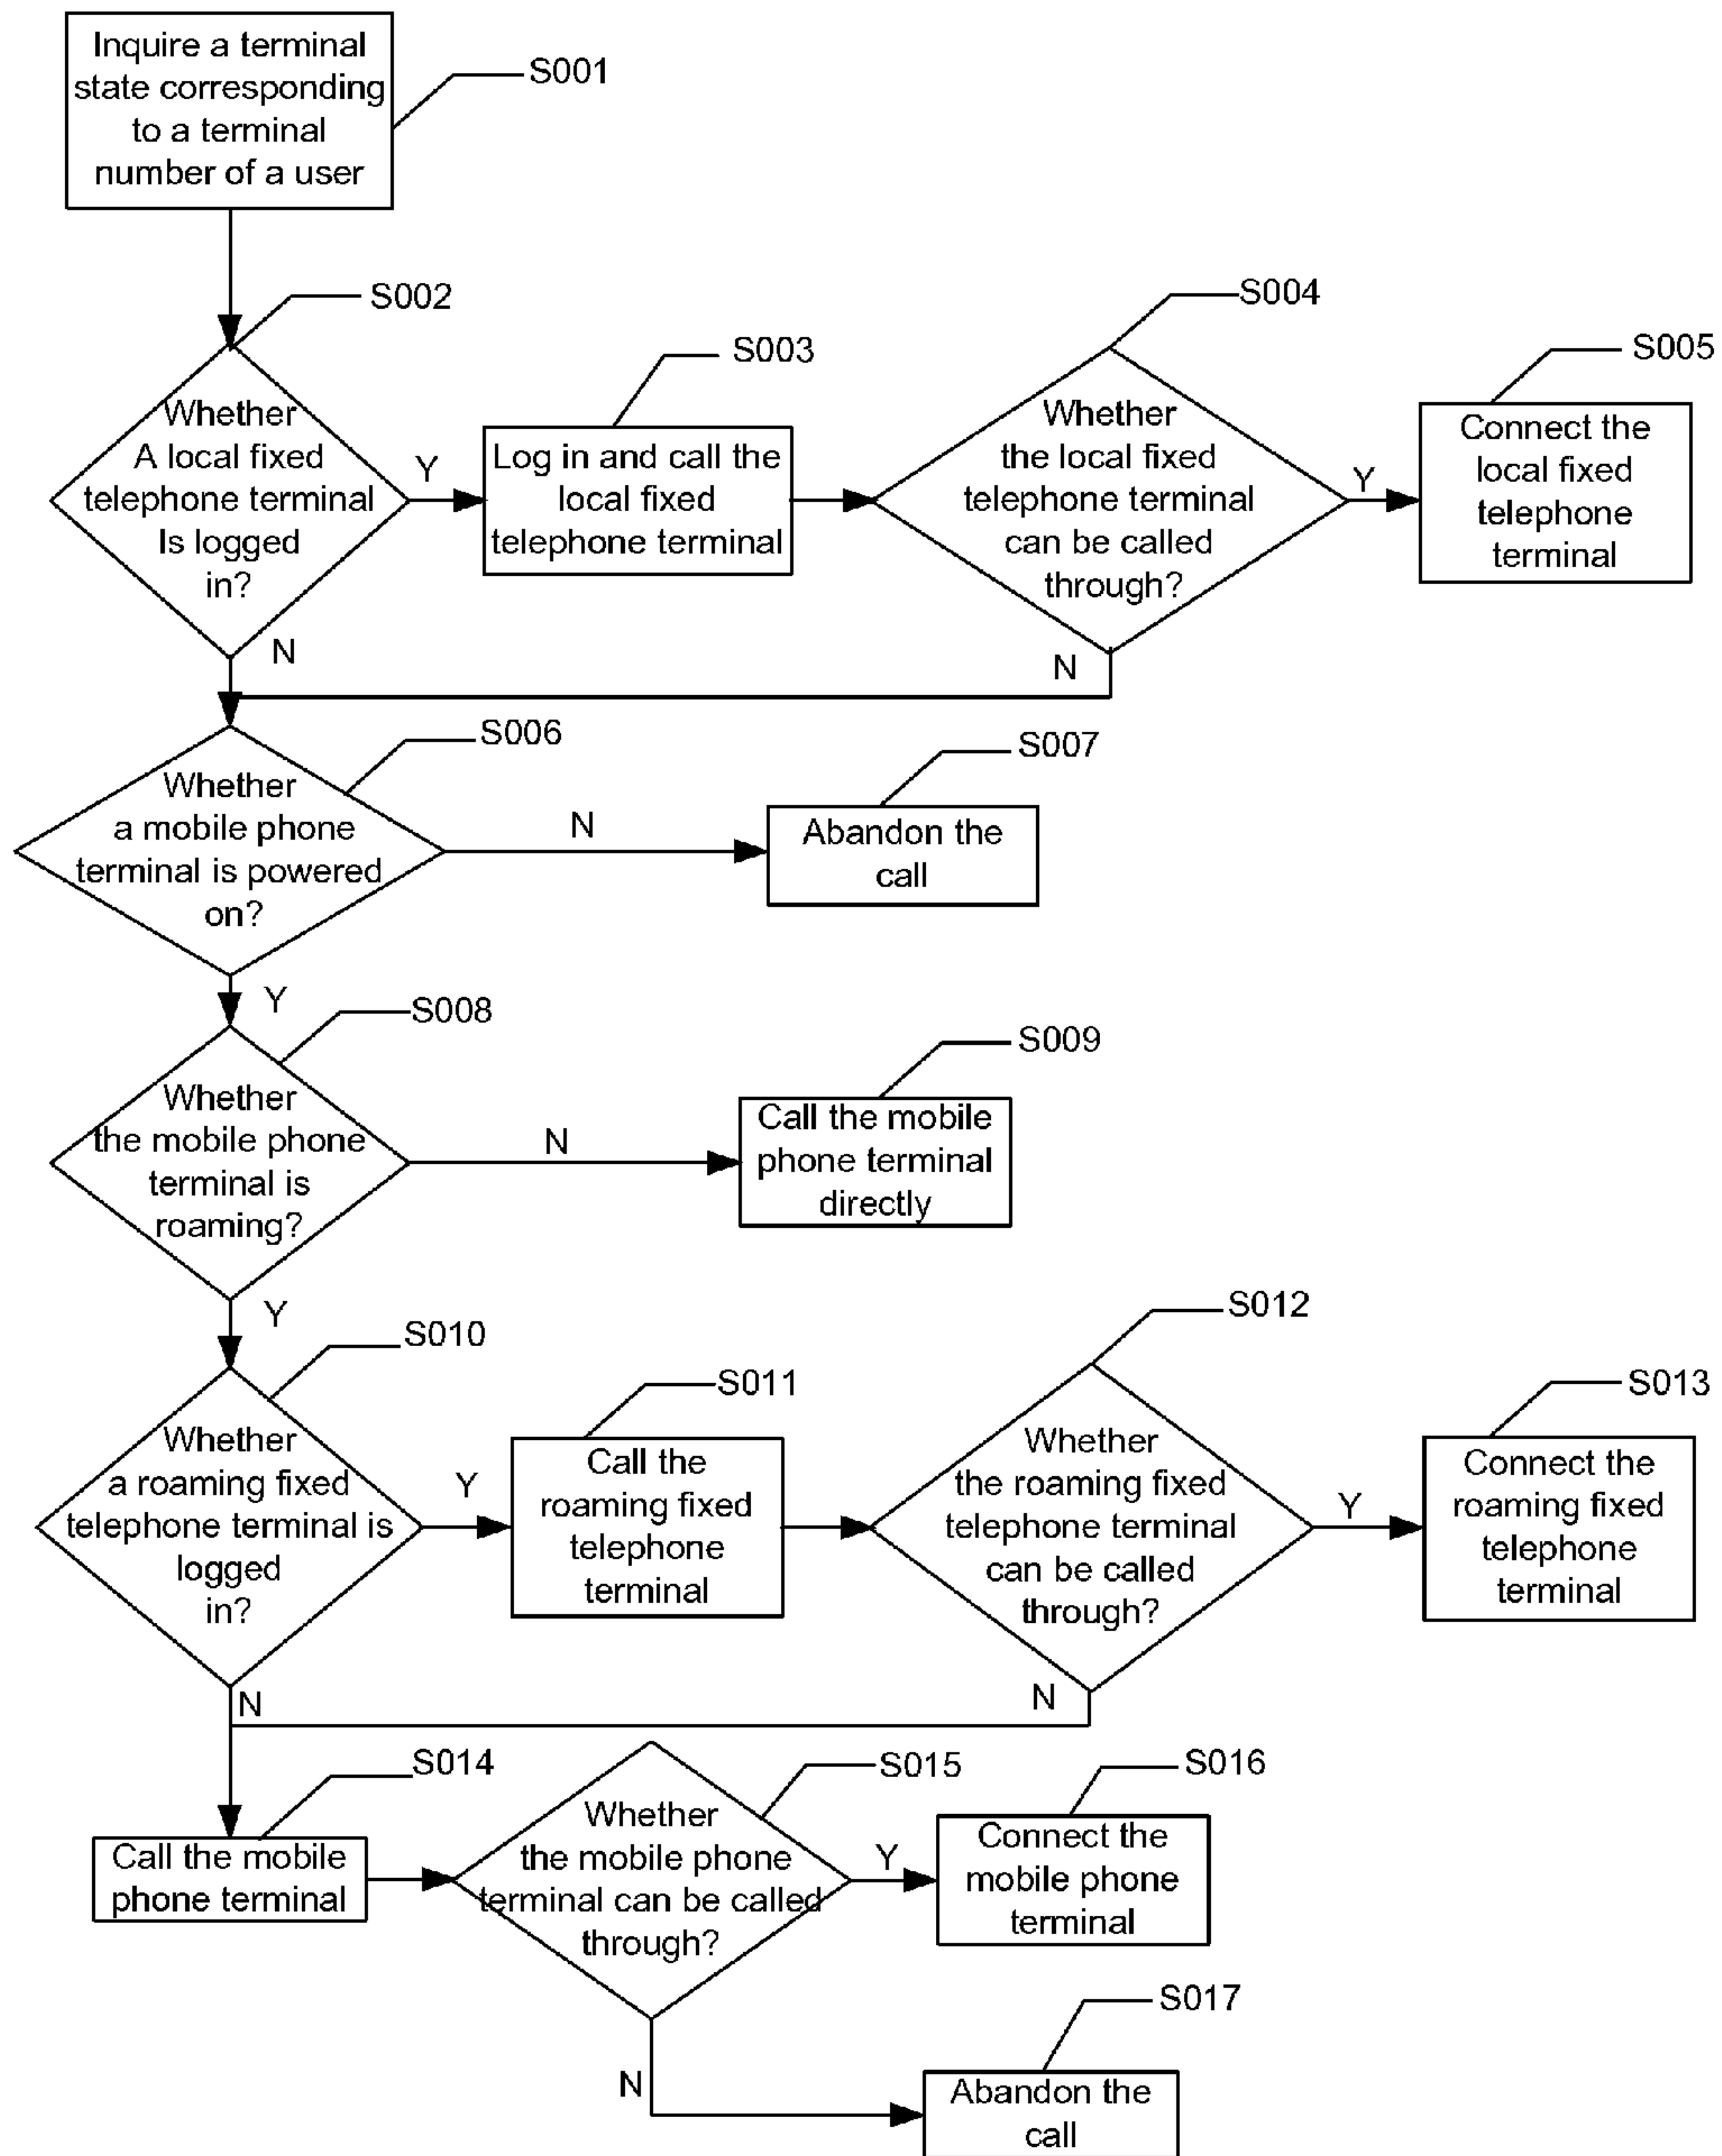 Inquire a terminal
state corresponding
to a terminal
number of a user
S001
S002
Whether
A local fixed
telephone terminal
Is logged
in?
Y
N
S003
Log in and call the
local fixed
telephone terminal
S004
Whether
the local fixed
telephone terminal
can be called
through?
Y
N
S005
Connect the
local fixed
telephone
terminal
S006
Whether
a mobile phone
terminal is powered
on?
N
Y
S007
Abandon the
call
S008
Whether
the mobile phone
terminal is
roaming?
N
Y
S009
Call the mobile
phone terminal
directly
S010
Whether
a roaming fixed
telephone terminal is
logged
in?
Y
N
S011
Call the
roaming fixed
telephone
terminal
S012
Whether
the roaming fixed
telephone terminal
can be called
through?
Y
N
S013
Connect the
roaming fixed
telephone
terminal
S014
Call the mobile
phone terminal
S015
Whether
the mobile phone
terminal can be called
through?
Y
N
S016
Connect the
mobile phone
terminal
S017
Abandon the
call